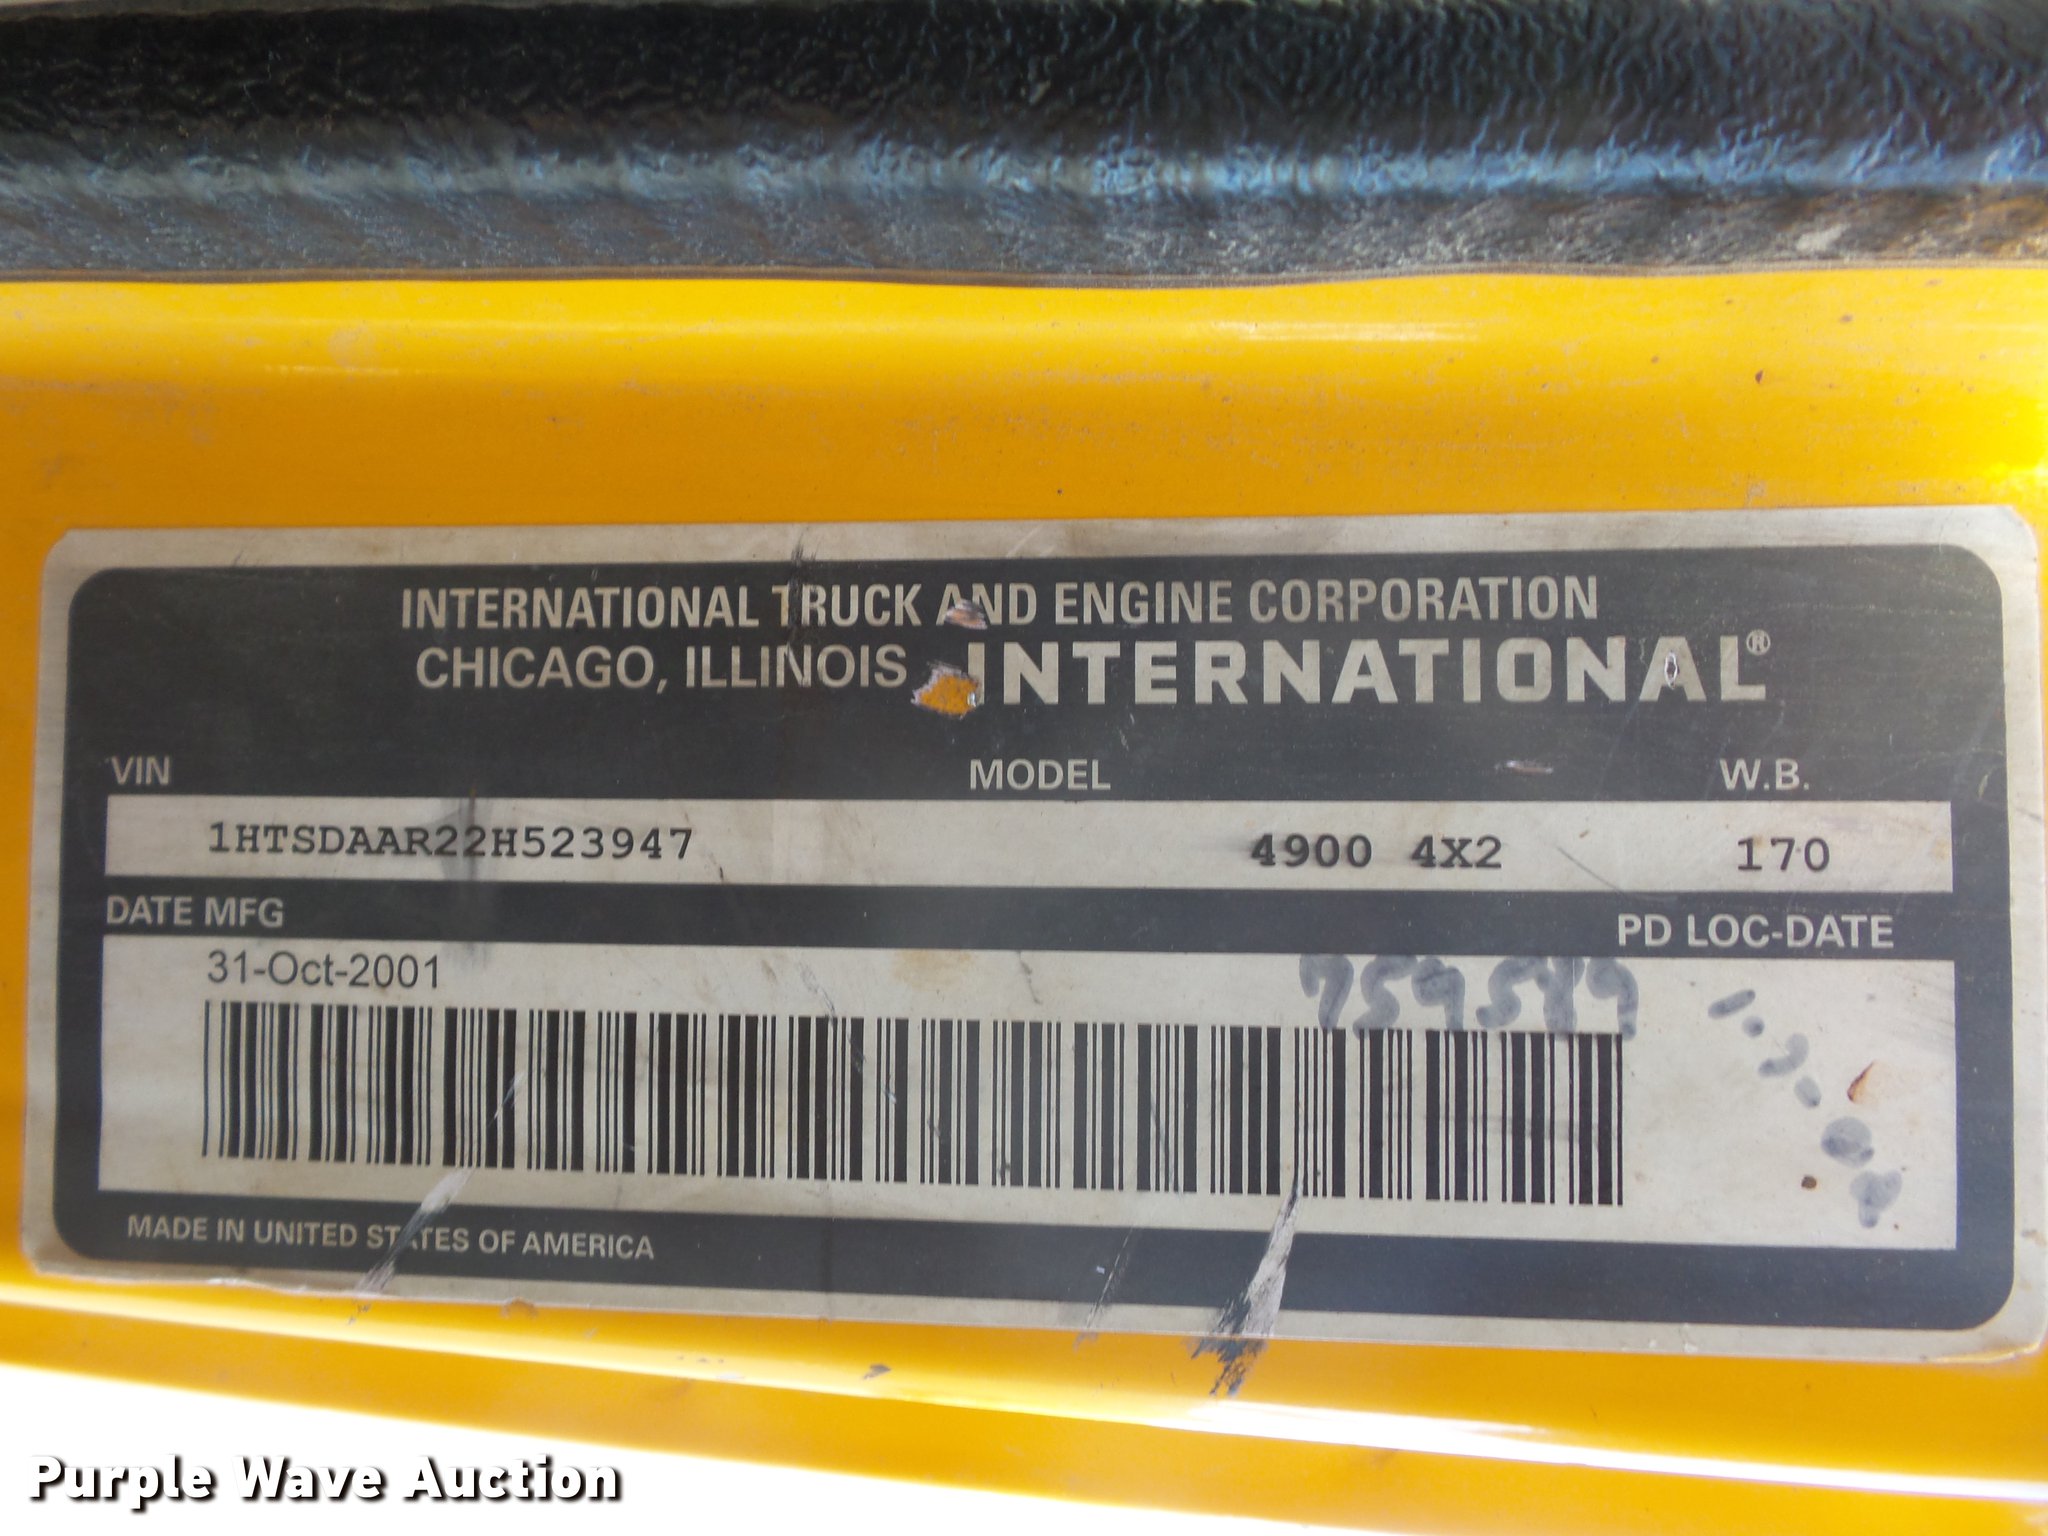 INTERNATIONAL TRUCK AND ENGINE CORPORATION
CHICAGO, ILLINOIS INTERNATIONAL®
VIN MODEL W.B.
1HTSDAAR22H523947 4900 4X2 170
DATE MFG PD LOC-DATE
31-Oct-2001
MADE IN UNITED STATES OF AMERICA
Purple Wave Auction